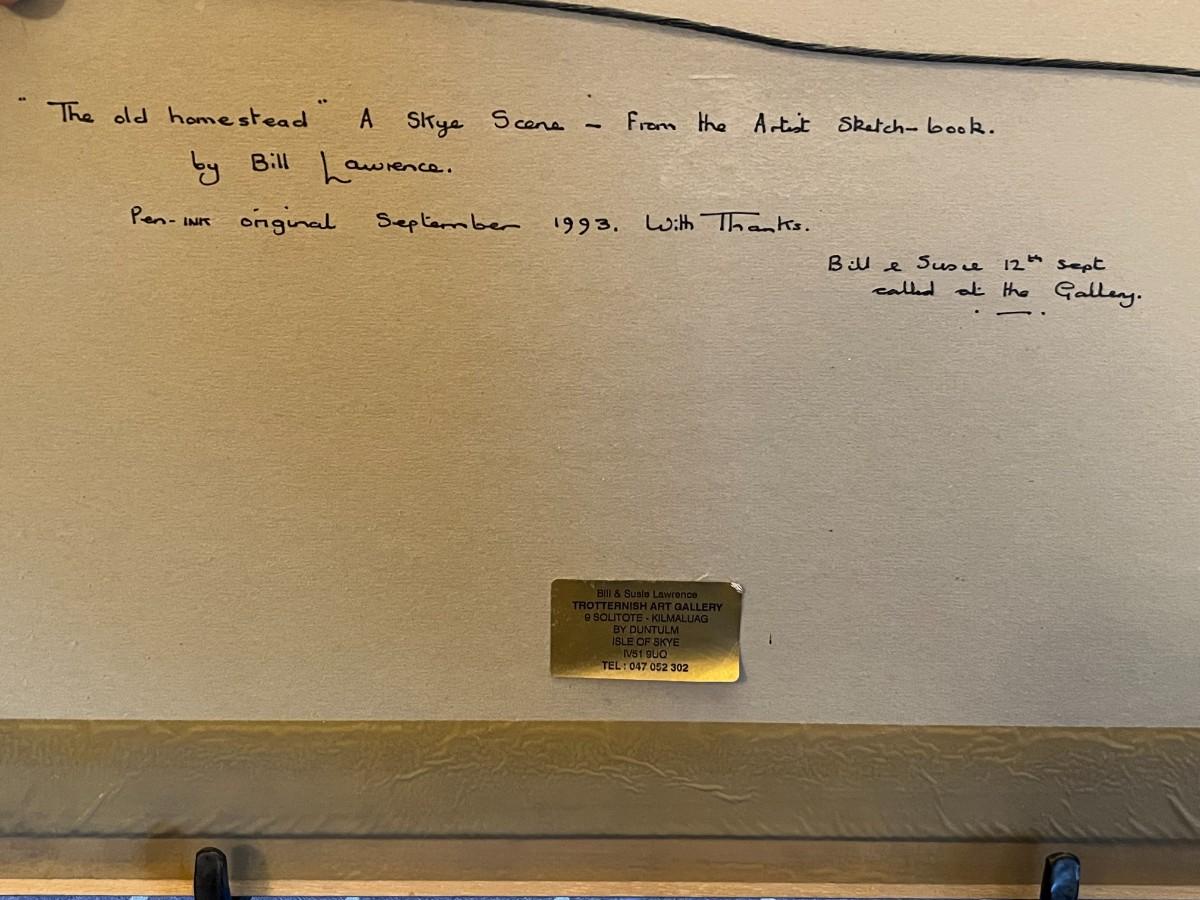 "The old homestead" A Skye Scene - From the Artist Sketch-book.
by Bill Lawrence.
Pen-INK original September 1993. With Thanks.
Bill & Susie 12th Sept
called at the Gallery.
Bill & Susie Lawrence
TROTTERNISH ART GALLERY
9 SOLITOTE - KILMALUAG
BY DUNTULM
ISLE OF SKYE
IV51 9UQ
TEL : 047 052 302